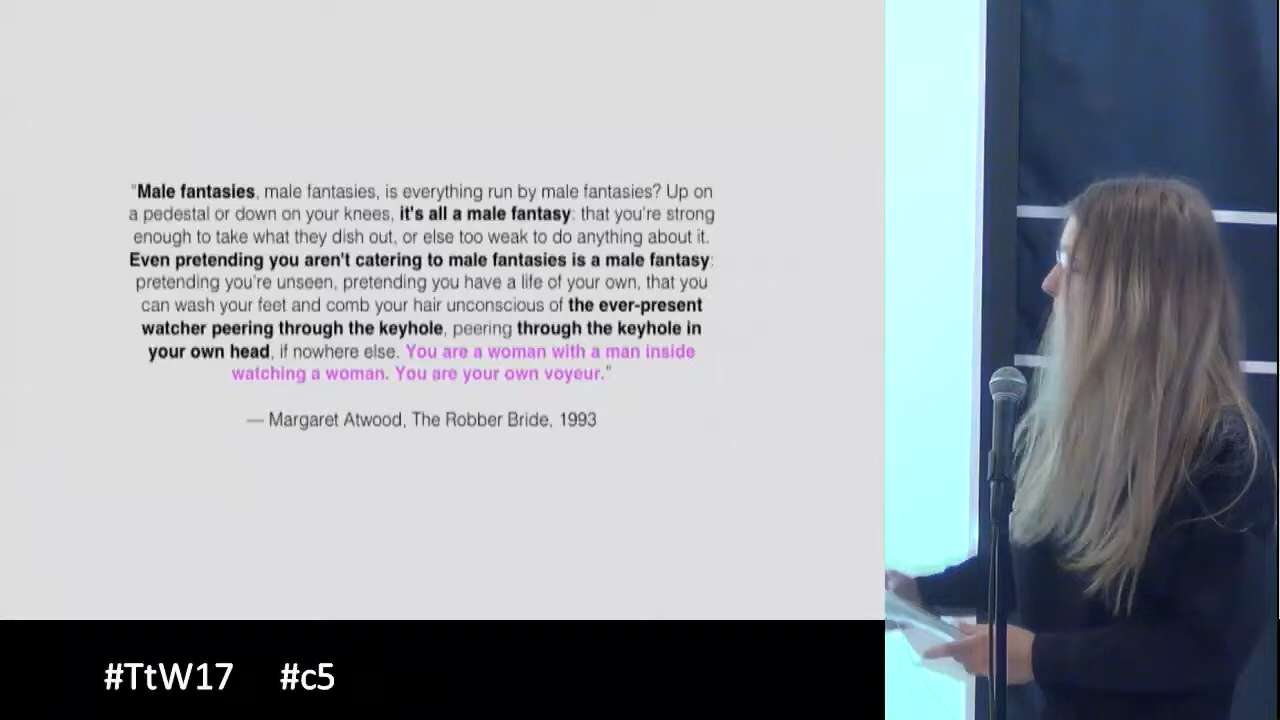 "Male fantasies, male fantasies, is everything run by male fantasies? Up on
a pedestal or down on your knees, it's all a male fantasy: that you're strong
enough to take what they dish out, or else too weak to do anything about it.
Even pretending you aren't catering to male fantasies is a male fantasy:
pretending you're unseen, pretending you have a life of your own, that you
can wash your feet and comb your hair unconscious of the ever-present
watcher peering through the keyhole, peering through the keyhole in
your own head, if nowhere else. You are a woman with a man inside
watching a woman. You are your own voyeur."
— Margaret Atwood, The Robber Bride, 1993
#TtW17 #c5